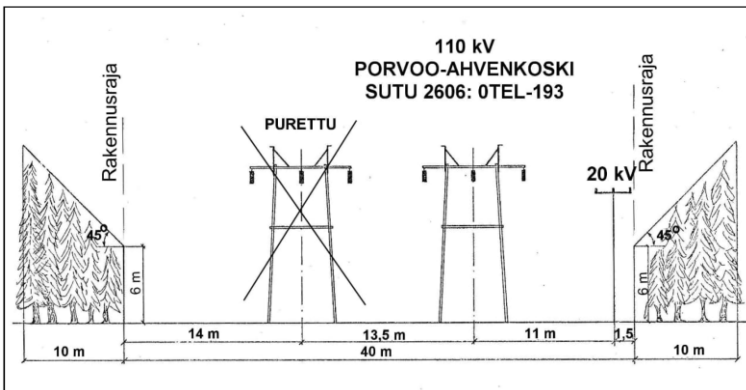 110 kV
PORVOO-AHVENKOSKI
SUTU 2606: 0TEL-193
Rakennusraja
PURETTU
20 kV
Rakennusraja
45°
45°
6 m
6 m
14 m
13,5 m
11 m
1,5
10 m
40 m
10 m